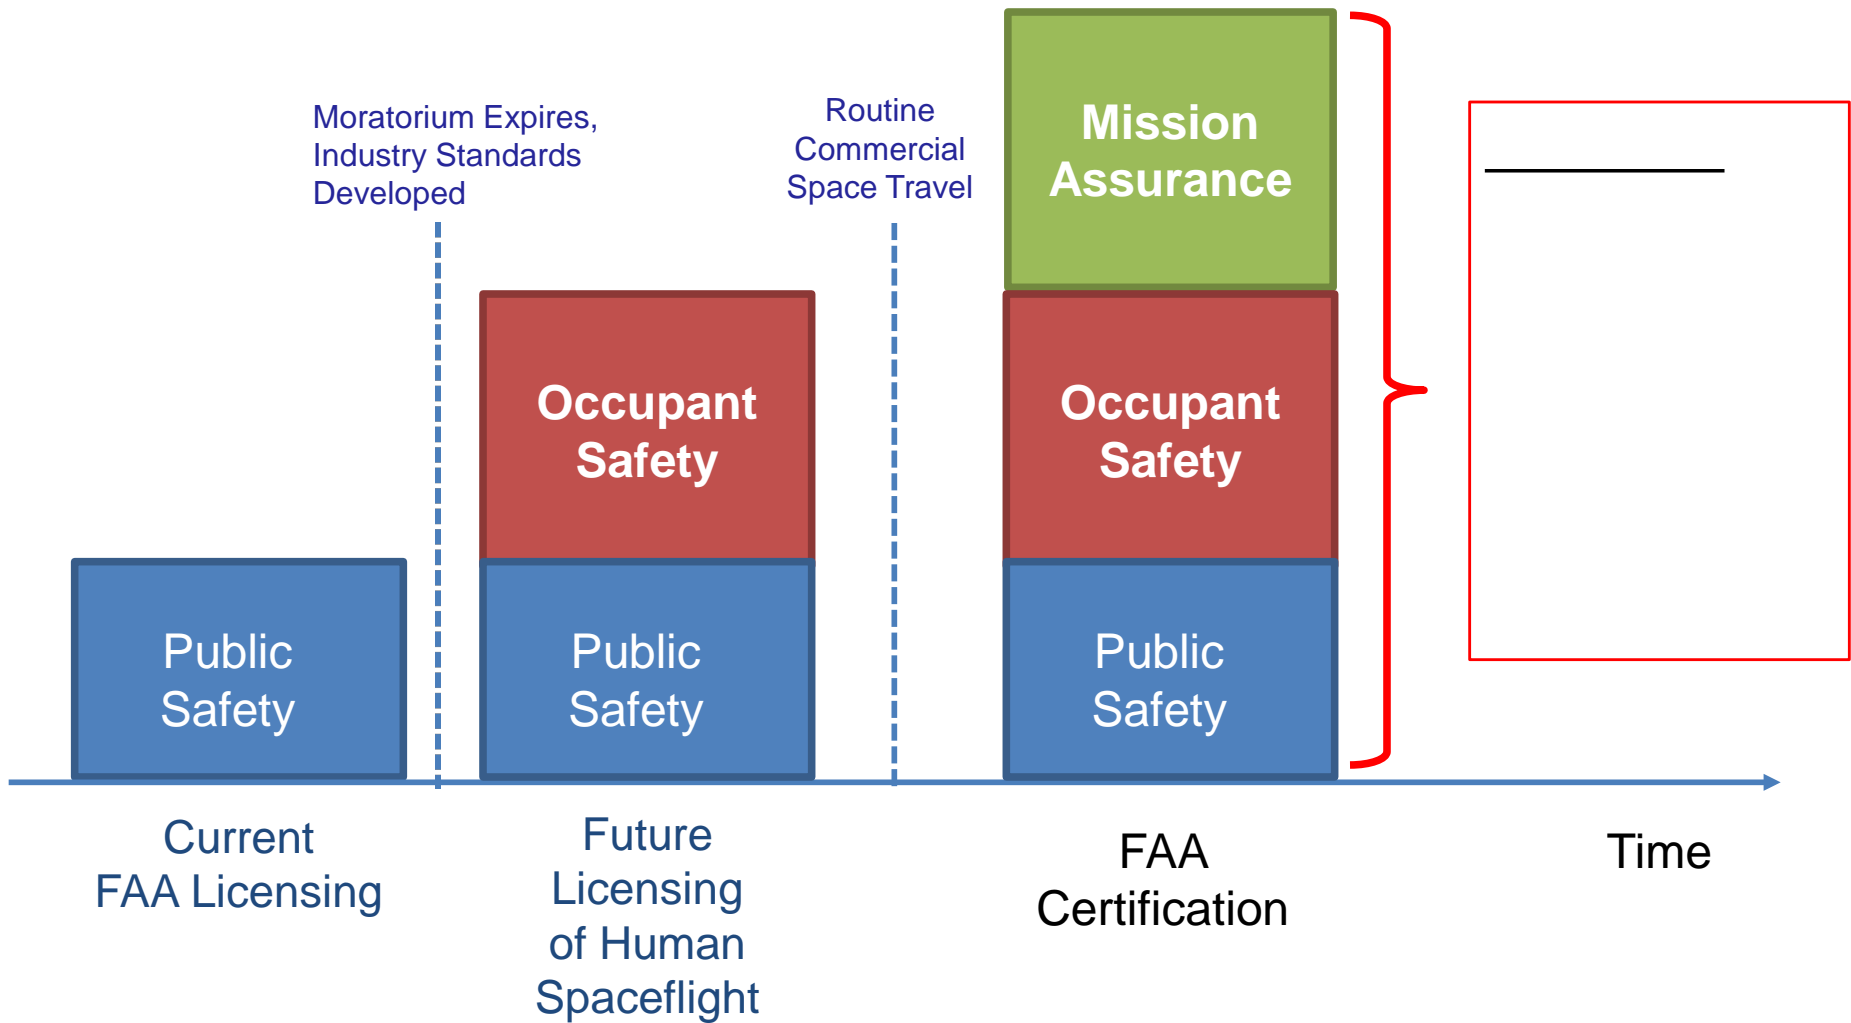 Moratorium Expires,
Industry Standards
Developed
Routine
Commercial
Space Travel
Mission
Assurance
Occupant
Safety
Occupant
Safety
Public
Safety
Public
Safety
Public
Safety
Current
FAA Licensing
Future
Licensing
of Human
Spaceflight
FAA
Certification
Time